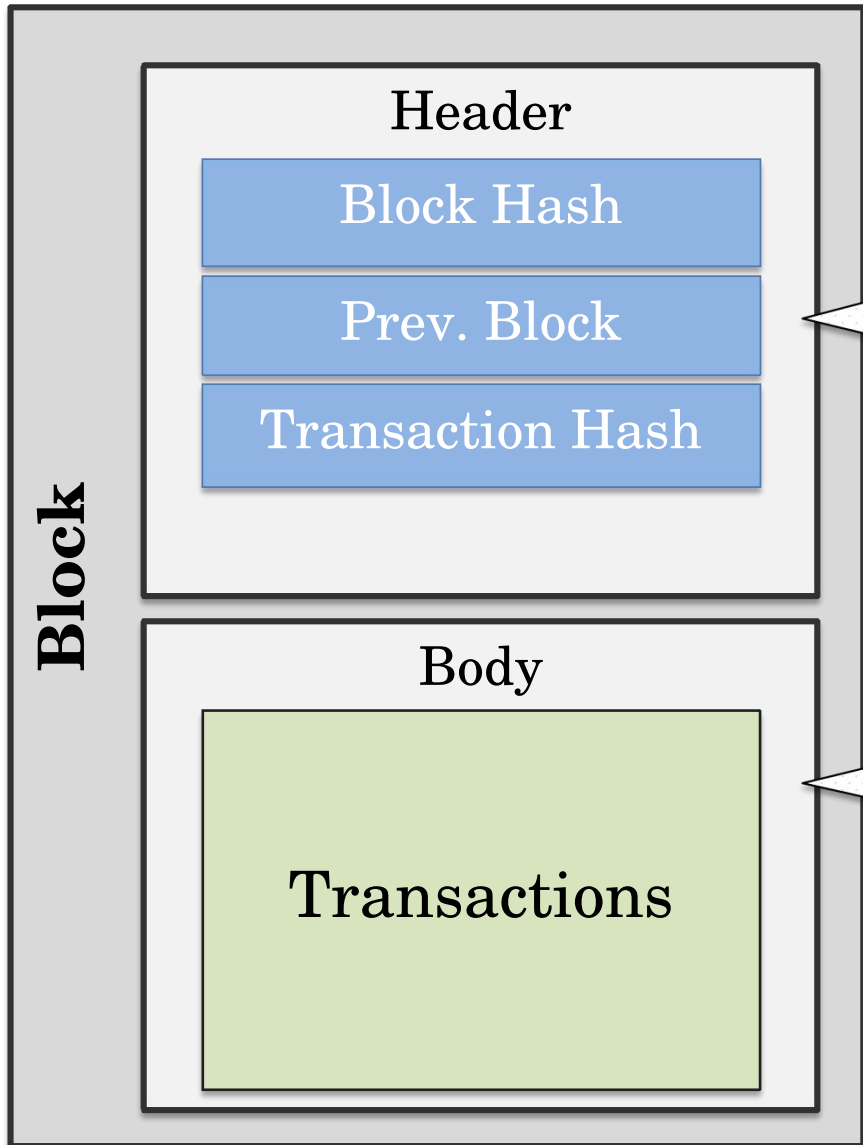 Block
Header
Block Hash
Prev. Block
Transaction Hash
Body
Transactions